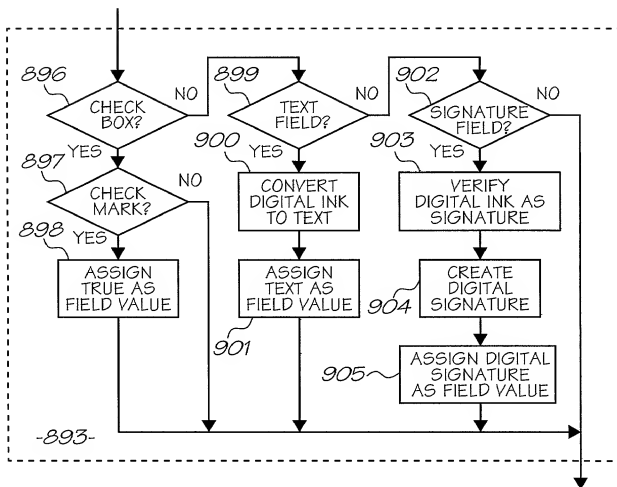 896
CHECK
BOX?
NO
YES
897
CHECK
MARK?
NO
YES
898
ASSIGN
TRUE AS
FIELD VALUE
899
TEXT
FIELD?
NO
YES
900
CONVERT
DIGITAL INK
TO TEXT
ASSIGN
TEXT AS
FIELD VALUE
901
902
SIGNATURE
FIELD?
NO
YES
903
VERIFY
DIGITAL INK AS
SIGNATURE
CREATE
DIGITAL
SIGNATURE
904
ASSIGN DIGITAL
SIGNATURE
AS FIELD VALUE
905
-893-